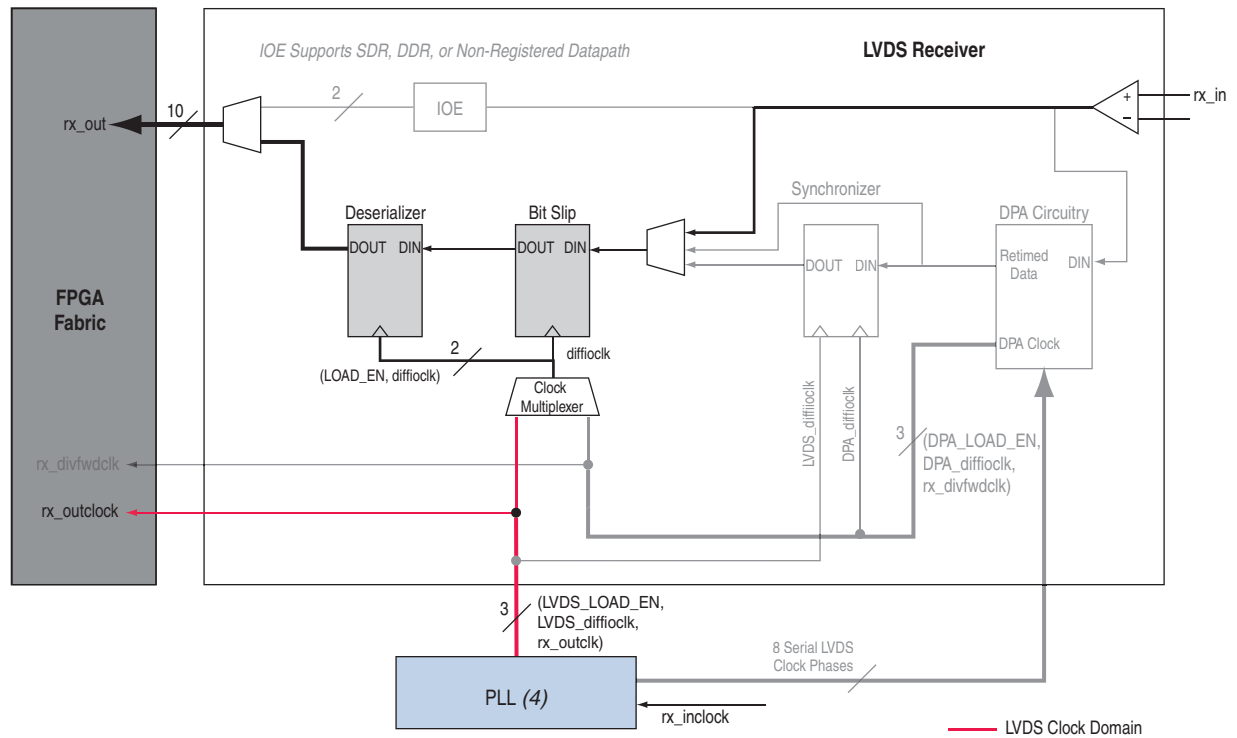 IOE Supports SDR, DDR, or Non-Registered Datapath
LVDS Receiver
2
IOE
+
–
rx_in
10
rx_out
Synchronizer
Deserializer
Bit Slip
DPA Circuitry
DOUT DIN
DOUT DIN
DOUT DIN
Retimed
Data
DIN
FPGA
Fabric
DPA Clock
2
diffioclk
(LOAD_EN, diffioclk)
Clock
Multiplexer
LVDS_diffiioclk
DPA_diffioclk
3
(DPA_LOAD_EN,
DPA_diffioclk,
rx_divfwdclk)
rx_divfwdclk
rx_outclock
3
(LVDS_LOAD_EN,
LVDS_diffioclk,
rx_outclk)
8 Serial LVDS
Clock Phases
PLL (4)
rx_inclock
LVDS Clock Domain